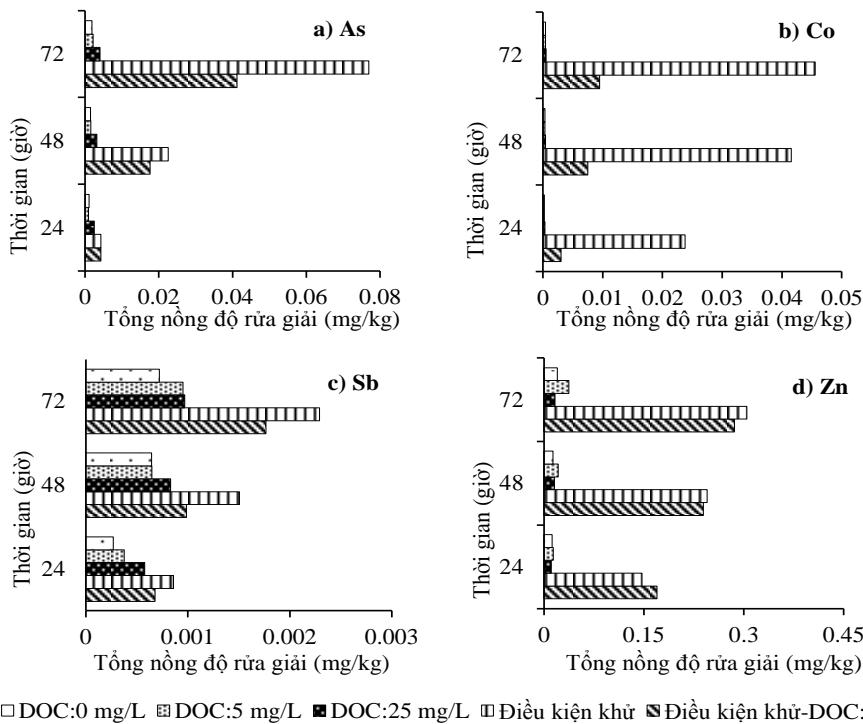 a) As
Thời gian (giờ)
72
48
24
0 0.02 0.04 0.06 0.08
Tổng nồng độ rửa giải (mg/kg)
b) Co
Thời gian (giờ)
72
48
24
0 0.01 0.02 0.03 0.04 0.05
Tổng nồng độ rửa giải (mg/kg)
c) Sb
Thời gian (giờ)
72
48
24
0 0.001 0.002 0.003
Tổng nồng độ rửa giải (mg/kg)
d) Zn
Thời gian (giờ)
72
48
24
0 0.15 0.3 0.45
Tổng nồng độ rửa giải (mg/kg)
DOC:0 mg/L DOC:5 mg/L DOC:25 mg/L Điều kiện khử Điều kiện khử-DOC